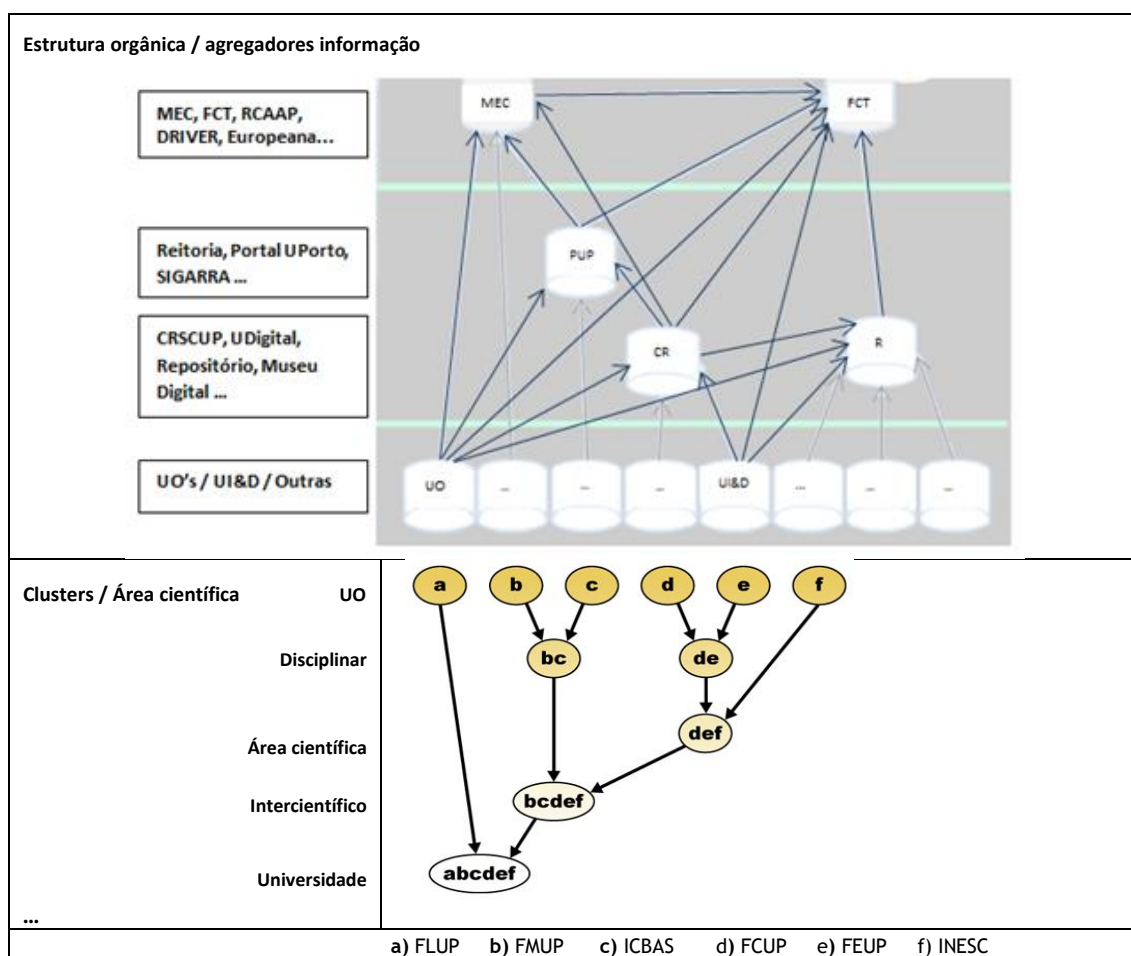 Estrutura orgânica / agregadores informação
MEC, FCT, RCAAP,
DRIVER, Europeana...
MEC
FCT
Reitoria, Portal UPorto,
SIGARRA ...
PUP
CRSCUP, UDigital,
Repositório, Museu
Digital ...
CR
R
UO's / UI&D / Outras
UO
...
...
...
UI&D
...
...
...
Clusters / Área científica UO
a b c d e f
Disciplinar
bc de
Área científica
def
Intercientífico
bcdef
Universidade
abcdef
...
a) FLUP b) FMUP c) ICBAS d) FCUP e) FEUP f) INESC